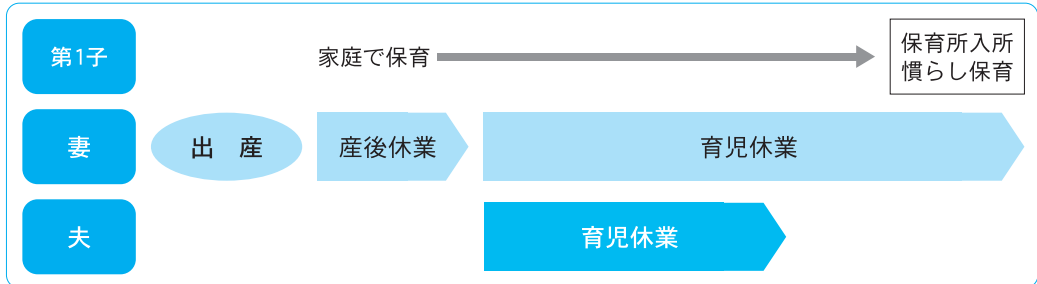 第1子
家庭で保育
保育所入所
慣らし保育
妻
出　産
産後休業
育児休業
夫
育児休業